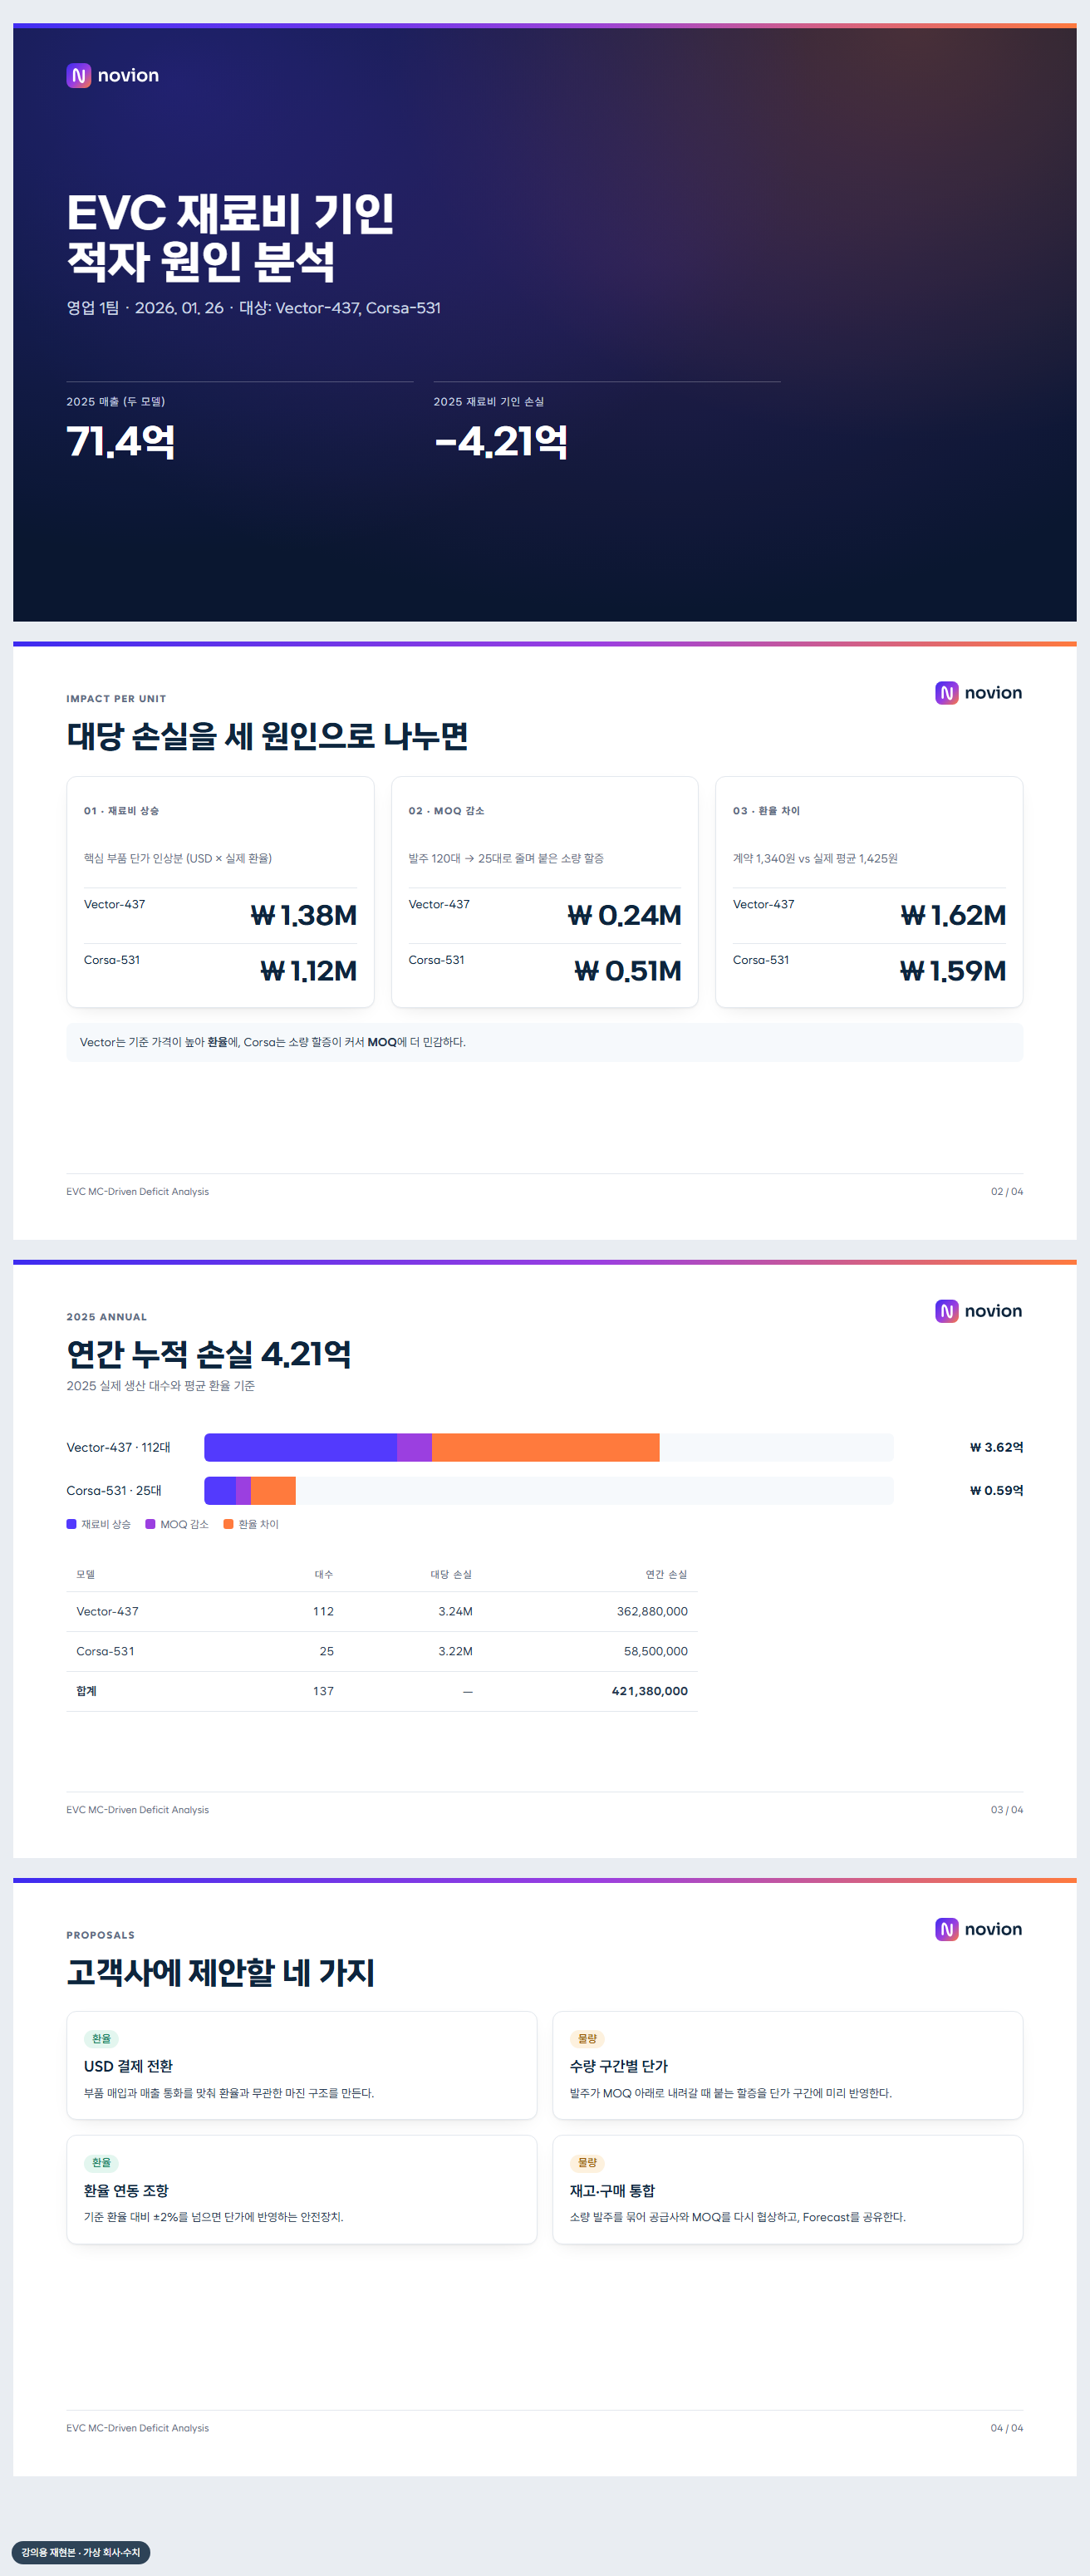 novion
EVC 재료비 기인
적자 원인 분석
영업 1팀 · 2026. 01. 26 · 대상: Vector-437, Corsa-531
2025 매출 (두 모델)
71.4억
2025 재료비 기인 손실
−4.21억
novion
IMPACT PER UNIT
대당 손실을 세 원인으로 나누면
01 · 재료비 상승
핵심 부품 단가 인상분 (USD × 실제 환율)
Vector-437 ₩ 1.38M
Corsa-531 ₩ 1.12M
02 · MOQ 감소
발주 120대 → 25대로 줄며 붙은 소량 할증
Vector-437 ₩ 0.24M
Corsa-531 ₩ 0.51M
03 · 환율 차이
계약 1,340원 vs 실제 평균 1,425원
Vector-437 ₩ 1.62M
Corsa-531 ₩ 1.59M
Vector는 기준 가격이 높아 환율에, Corsa는 소량 할증이 커서 MOQ에 더 민감하다.
EVC MC-Driven Deficit Analysis 02 / 04
novion
2025 ANNUAL
연간 누적 손실 4.21억
2025 실제 생산 대수와 평균 환율 기준
Vector-437 · 112대 ₩ 3.62억
Corsa-531 · 25대 ₩ 0.59억
재료비 상승 MOQ 감소 환율 차이
모델 대수 대당 손실 연간 손실
Vector-437 112 3.24M 362,880,000
Corsa-531 25 3.22M 58,500,000
합계 137 — 421,380,000
EVC MC-Driven Deficit Analysis 03 / 04
novion
PROPOSALS
고객사에 제안할 네 가지
환율
USD 결제 전환
부품 매입과 매출 통화를 맞춰 환율과 무관한 마진 구조를 만든다.
물량
수량 구간별 단가
발주가 MOQ 아래로 내려갈 때 붙는 할증을 단가 구간에 미리 반영한다.
환율
환율 연동 조항
기준 환율 대비 ±2%를 넘으면 단가에 반영하는 안전장치.
물량
재고·구매 통합
소량 발주를 묶어 공급사와 MOQ를 다시 협상하고, Forecast를 공유한다.
EVC MC-Driven Deficit Analysis 04 / 04
강의용 재현본 · 가상 회사·수치